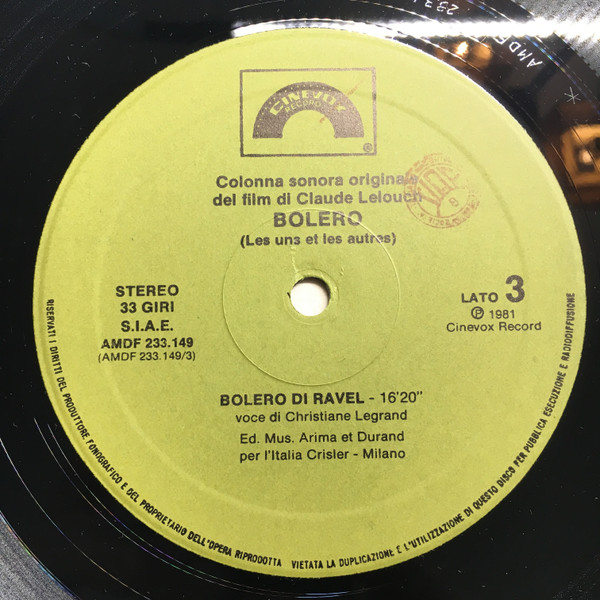 CINEVOX
RECORD
®
Colonna sonora originale
del film di Claude Lelouch
BOLERO
(Les uns et les autres)
STEREO
33 GIRI
S.I.A.E.
AMDF 233.149
(AMDF 233.149/3)
LATO 3
℗ 1981
Cinevox Record
BOLERO DI RAVEL - 16'20"
voce di Christiane Legrand
Ed. Mus. Arima et Durand
per l'Italia Crisler - Milano
RISERVATI I DIRITTI DEL PRODUTTORE FONOGRAFICO E DEL PROPRIETARIO DELL'OPERA RIPRODOTTA VIETATA LA DUPLICAZIONE E L'UTILIZZAZIONE DI QUESTO DISCO PER PUBBLICA ESECUZIONE E RADIODIFFUSIONE